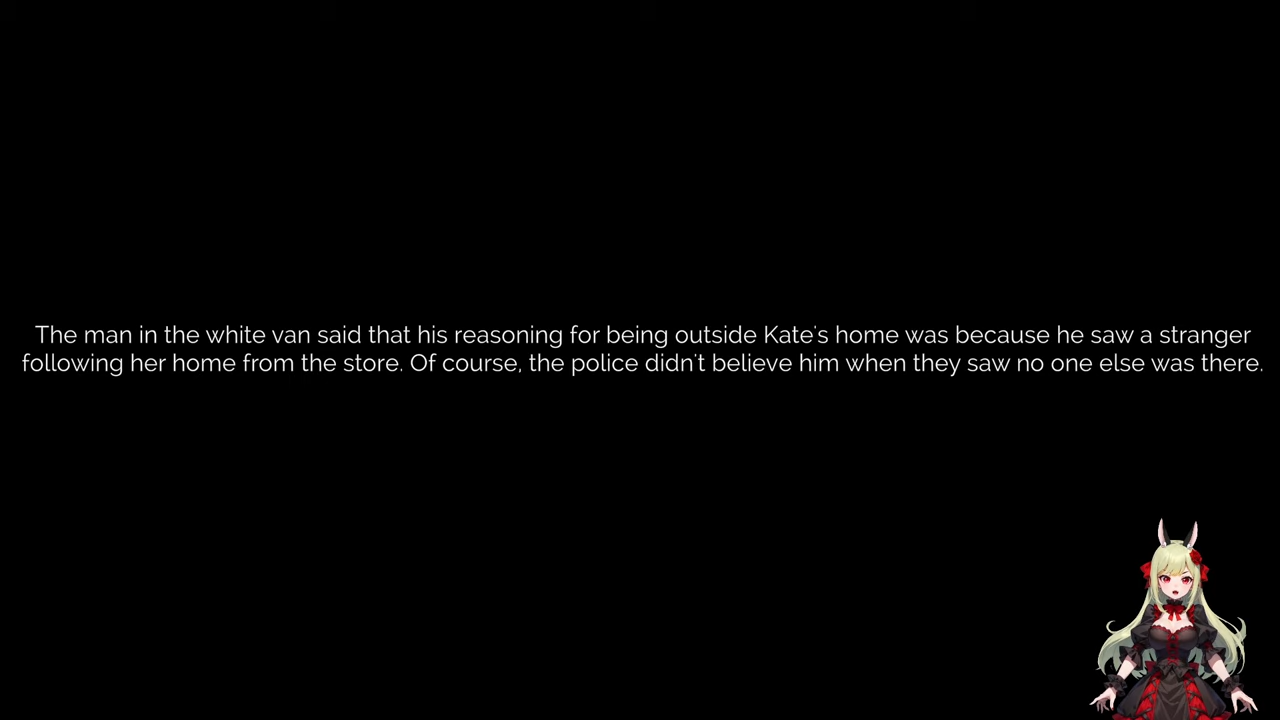 The man in the white van said that his reasoning for being outside Kate's home was because he saw a stranger
following her home from the store. Of course, the police didn't believe him when they saw no one else was there.